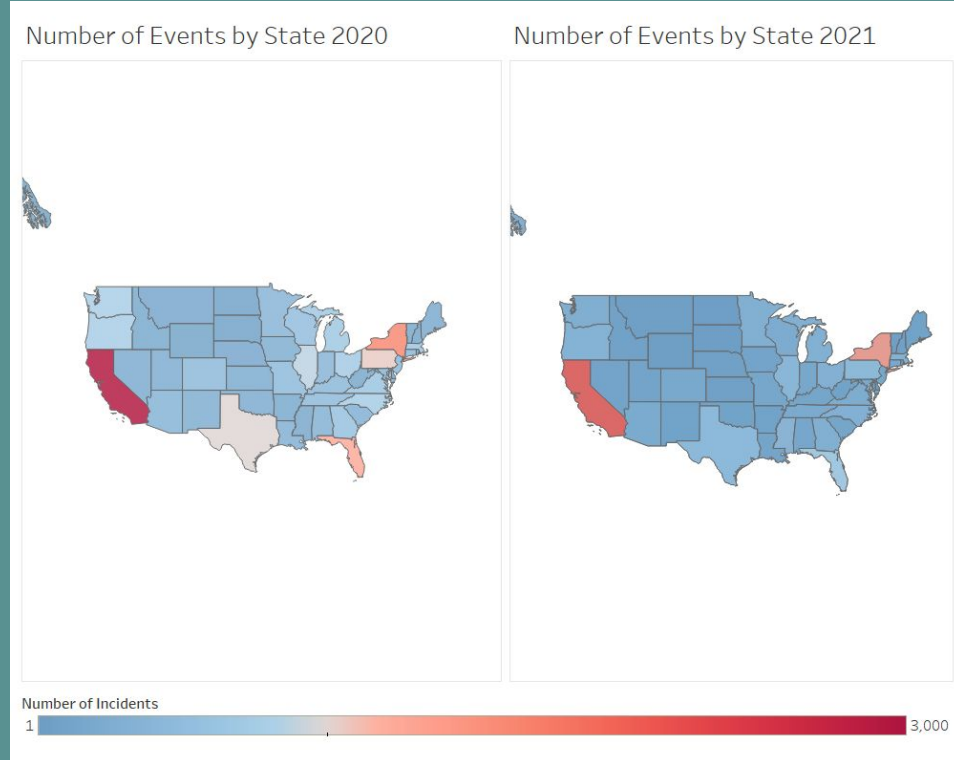 Number of Events by State 2020
Number of Events by State 2021
Number of Incidents
1
3,000